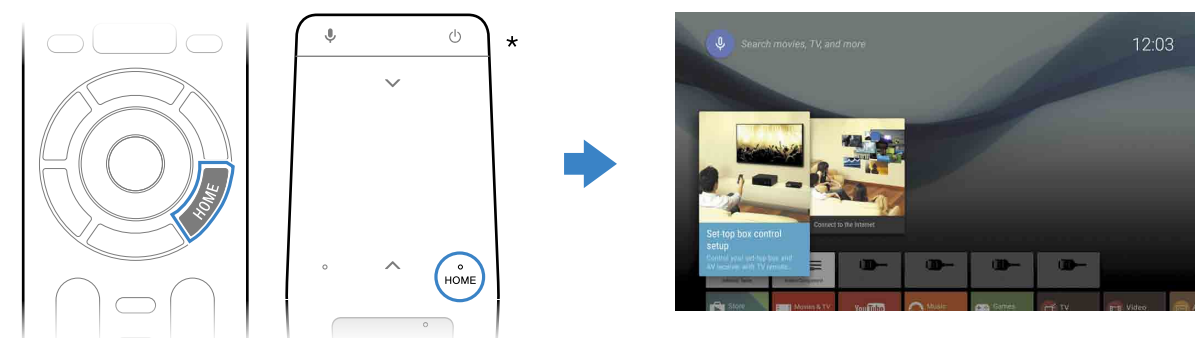 HOME
*
HOME
Search movies, TV, and more
12:03
Set-top box control
setup
Control your set-top box and
AV receiver with TV remote...
Connect to the Internet
Store
Movies & TV
YouTube
Music
Games
TV
Video